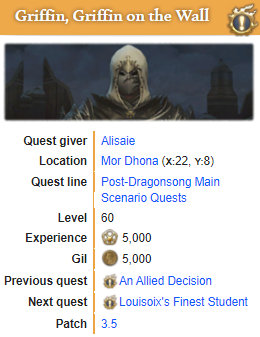 Griffin, Griffin on the Wall
Quest giver Alisaie
Location Mor Dhona (X:22, Y:8)
Quest line Post-Dragonsong Main
Scenario Quests
Level 60
Experience 5,000
Gil 5,000
Previous quest An Allied Decision
Next quest Louisoix's Finest Student
Patch 3.5